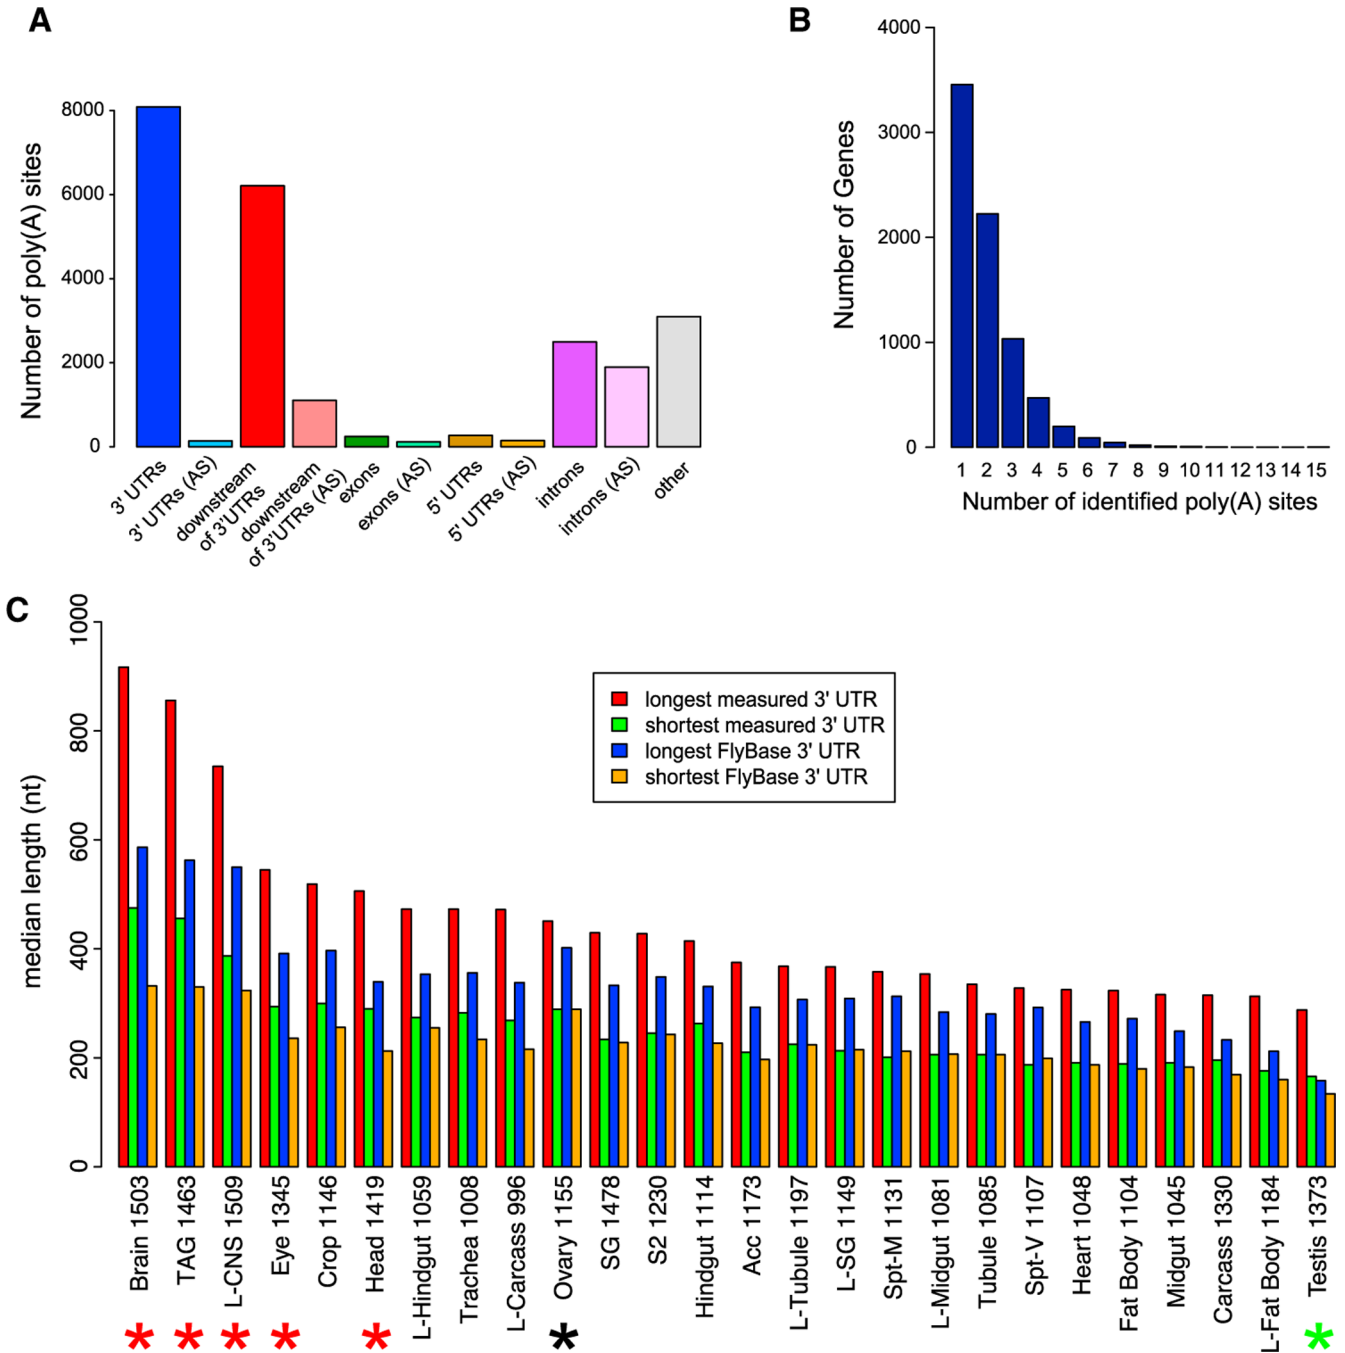 A
8000
6000
4000
2000
0
Number of poly(A) sites
3' UTRs
3' UTRs (AS)
downstream
of 3'UTRs
downstream
of 3'UTRs (AS)
exons
exons (AS)
5' UTRs
5' UTRs (AS)
introns
introns (AS)
other
B
4000
3000
2000
1000
0
Number of Genes
1 2 3 4 5 6 7 8 9 10 11 12 13 14 15
Number of identified poly(A) sites
C
1000
800
600
400
200
0
median length (nt)
longest measured 3' UTR
shortest measured 3' UTR
longest FlyBase 3' UTR
shortest FlyBase 3' UTR
Brain 1503
TAG 1463
L-CNS 1509
Eye 1345
Crop 1146
Head 1419
L-Hindgut 1059
Trachea 1008
L-Carcass 996
Ovary 1155
SG 1478
S2 1230
Hindgut 1114
Acc 1173
L-Tubule 1197
L-SG 1149
Spt-M 1131
L-Midgut 1081
Tubule 1085
Spt-V 1107
Heart 1048
Fat Body 1104
Midgut 1045
Carcass 1330
L-Fat Body 1184
Testis 1373
* * * * * * *